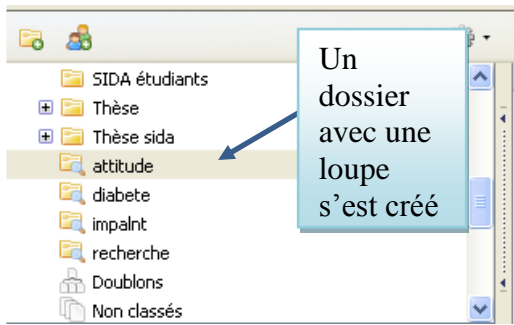 SIDA étudiants
Thèse
Thèse sida
attitude
diabete
impalnt
recherche
Doublons
Non classés
Un
dossier
avec une
loupe
s’est créé